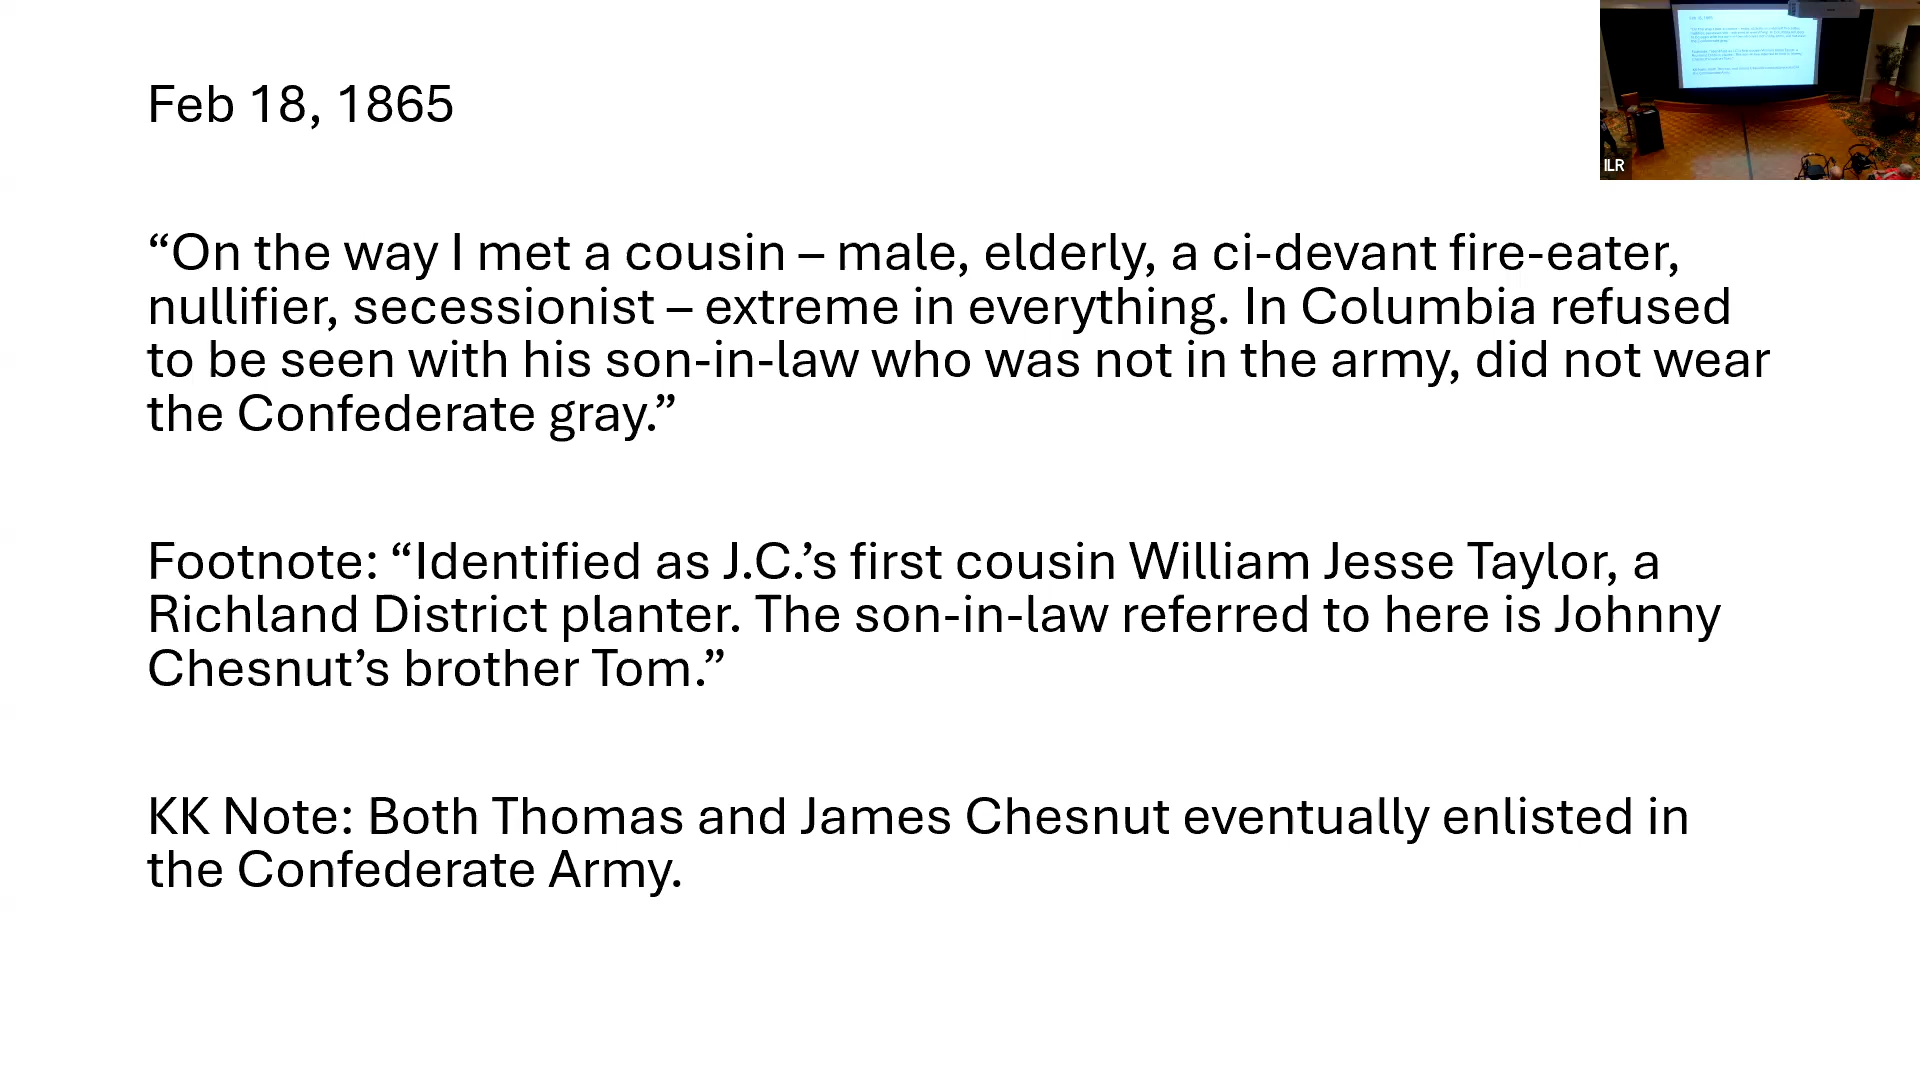 Feb 18, 1865
“On the way I met a cousin – male, elderly, a ci-devant fire-eater,
nullifier, secessionist – extreme in everything. In Columbia refused
to be seen with his son-in-law who was not in the army, did not wear
the Confederate gray.”
Footnote: “Identified as J.C.’s first cousin William Jesse Taylor, a
Richland District planter. The son-in-law referred to here is Johnny
Chesnut’s brother Tom.”
KK Note: Both Thomas and James Chesnut eventually enlisted in
the Confederate Army.
ILR